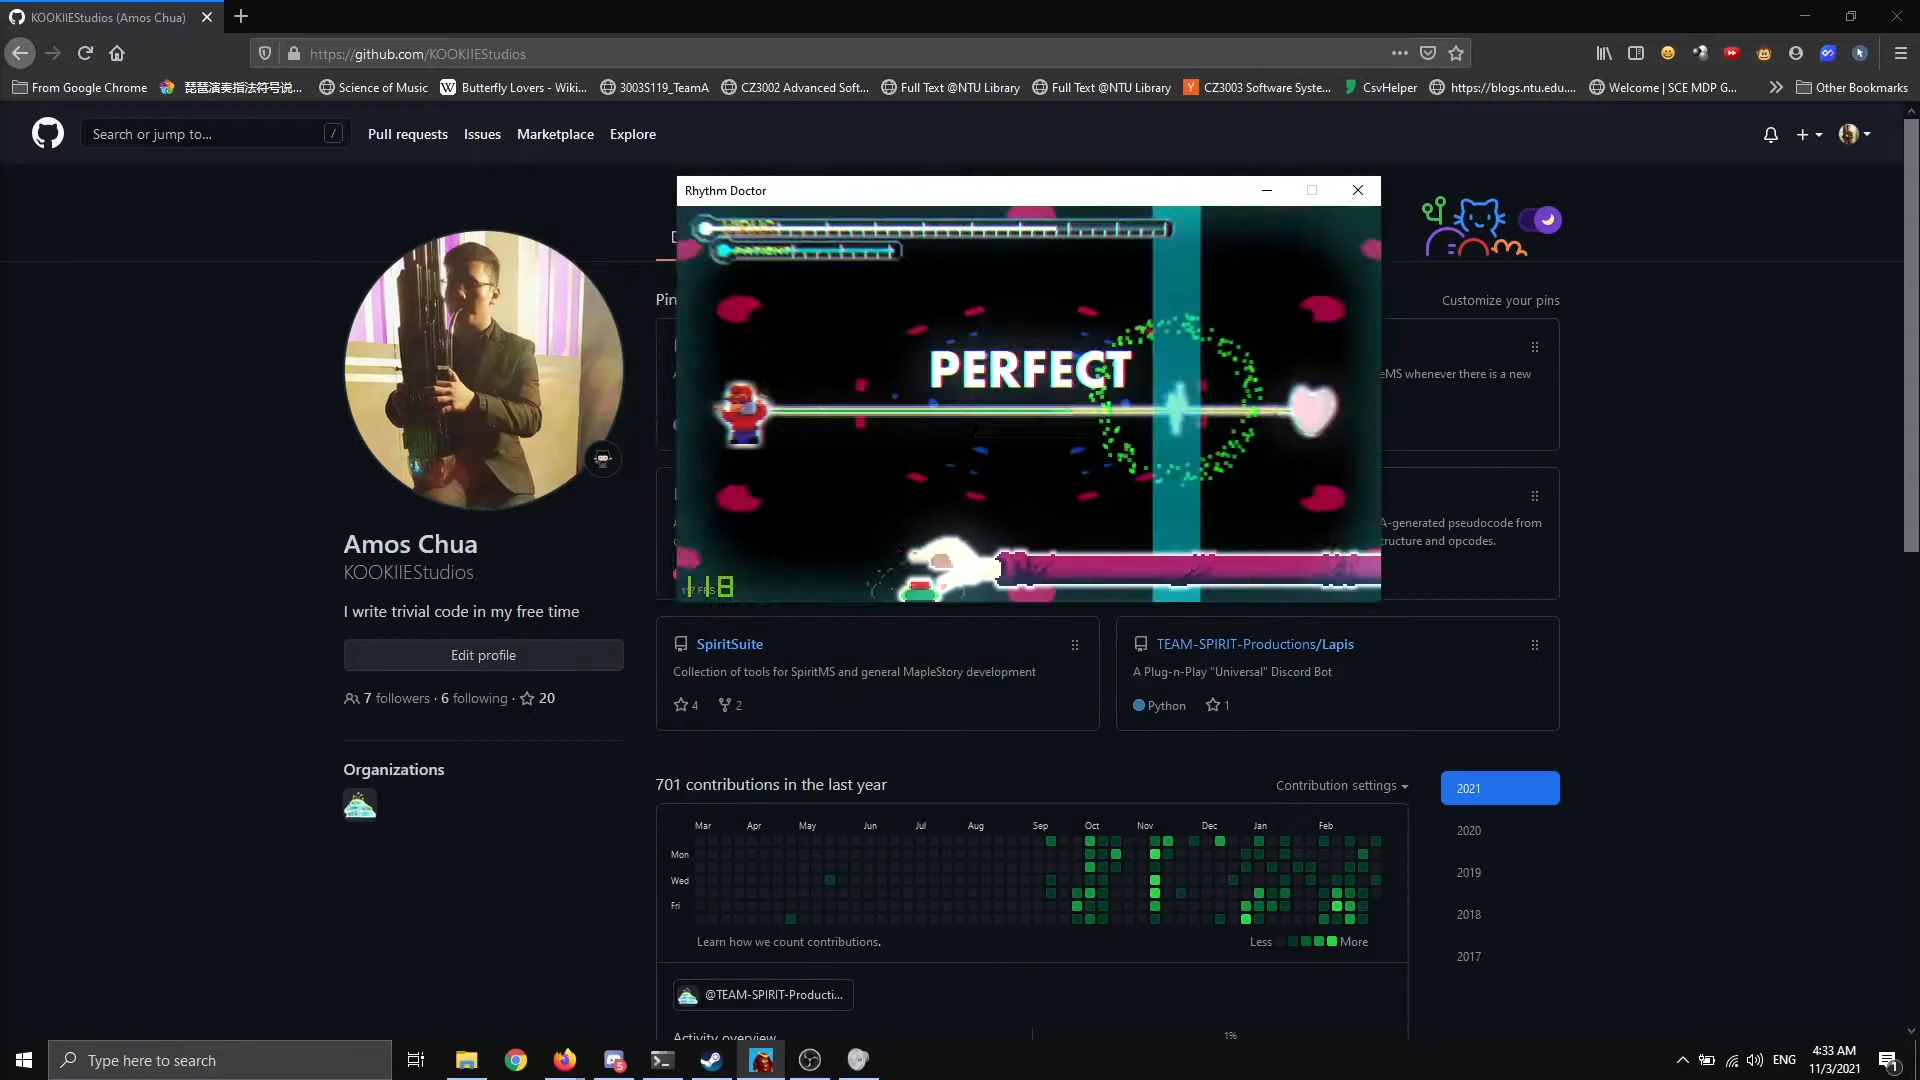 KOOKIIEStudios (Amos Chua)
https://github.com/KOOKIIEStudios
From Google Chrome
琵琶演奏指法符号说...
Science of Music
Butterfly Lovers - Wiki...
3003S119_TeamA
CZ3002 Advanced Soft...
Full Text @NTU Library
Full Text @NTU Library
CZ3003 Software Syste...
CsvHelper
https://blogs.ntu.edu....
Welcome | SCE MDP G...
Other Bookmarks
Search or jump to...
/
Pull requests
Issues
Marketplace
Explore
Rhythm Doctor
PERFECT
118
Pin
Customize your pins
eMS whenever there is a new
A-generated pseudocode from
tructure and opcodes.
Amos Chua
KOOKIIEStudios
I write trivial code in my free time
Edit profile
7 followers · 6 following · 20
Organizations
SpiritSuite
Collection of tools for SpiritMS and general MapleStory development
4
2
TEAM-SPIRIT-Productions/Lapis
A Plug-n-Play "Universal" Discord Bot
Python
1
701 contributions in the last year
Contribution settings
2021
2020
2019
2018
2017
Mar Apr May Jun Jul Aug Sep Oct Nov Dec Jan Feb
Mon
Wed
Fri
Learn how we count contributions.
Less
More
@TEAM-SPIRIT-Producti...
Activity overview
1%
Type here to search
5
ENG
4:33 AM
11/3/2021
1